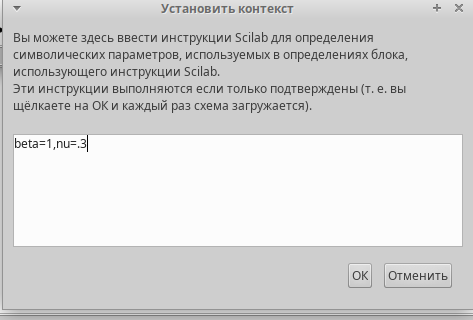 Установить контекст
Вы можете здесь ввести инструкции Scilab для определения
символических параметров, используемых в определениях блока,
использующего инструкции Scilab.
Эти инструкции выполняются если только подтверждены (т. е. вы
щёлкаете на ОК и каждый раз схема загружается).
beta=1,nu=.3
OK Отменить